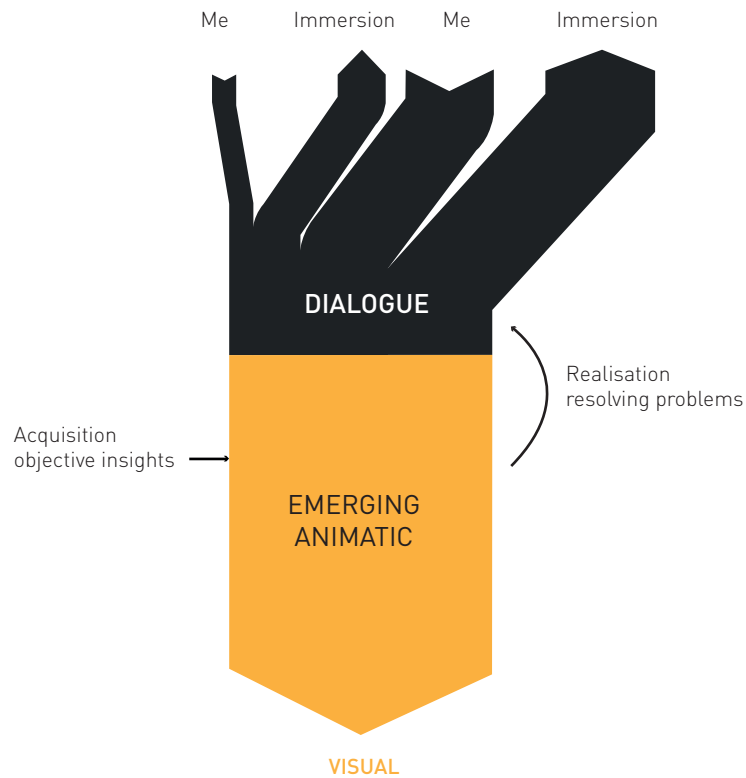 Me
Immersion
Me
Immersion
DIALOGUE
Realisation
resolving problems
Acquisition
objective insights
EMERGING
ANIMATIC
VISUAL